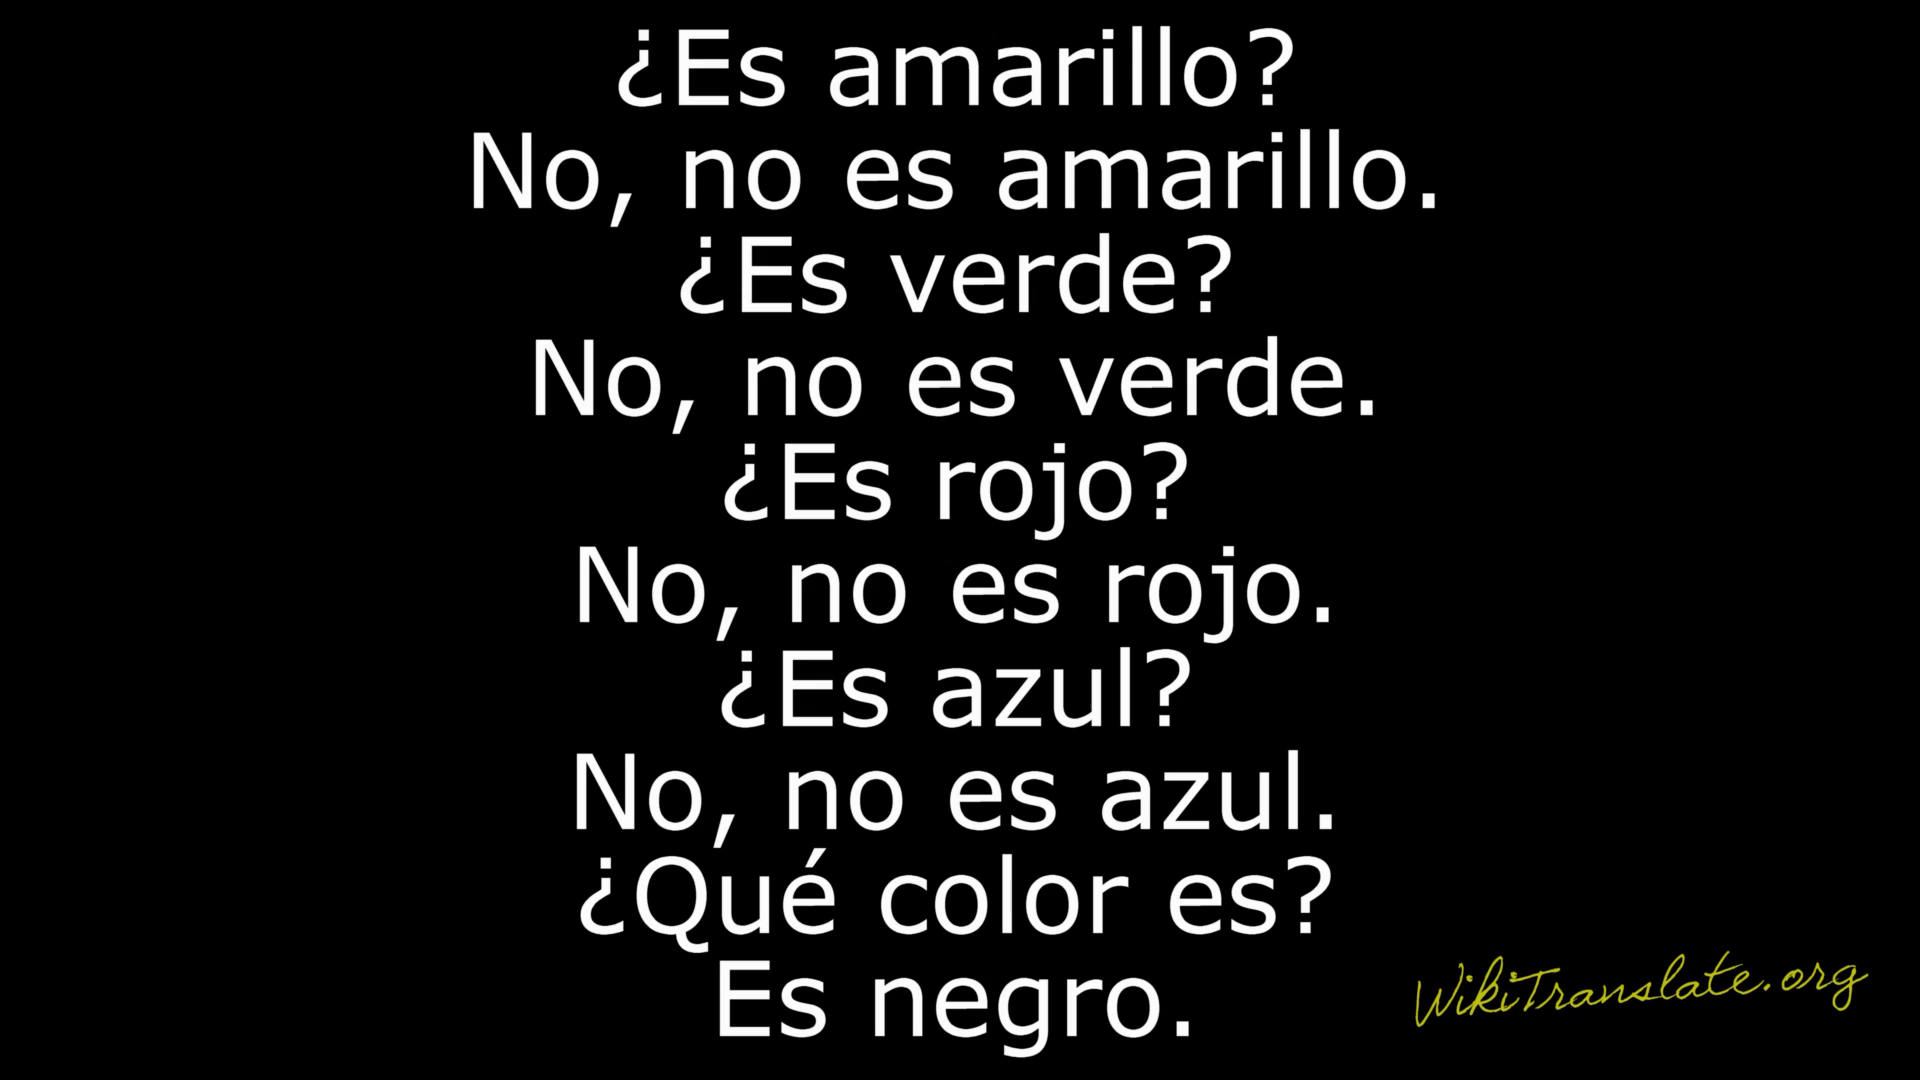 ¿Es amarillo?
No, no es amarillo.
¿Es verde?
No, no es verde.
¿Es rojo?
No, no es rojo.
¿Es azul?
No, no es azul.
¿Qué color es?
Es negro.
WikiTranslate.org